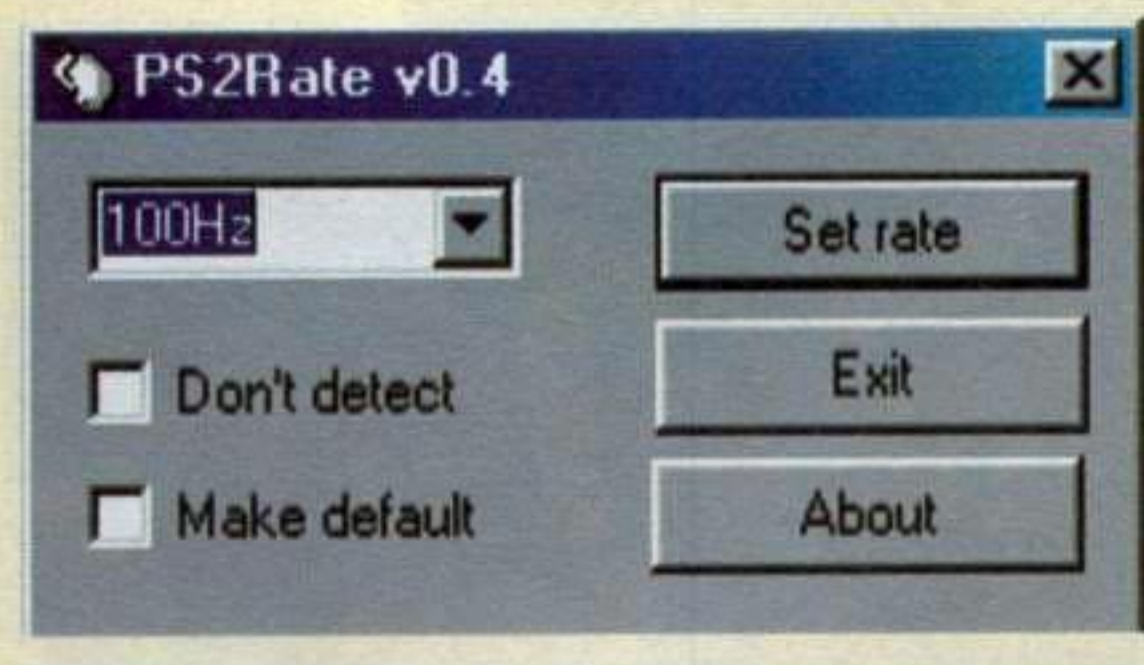 PS2Rate v0.4
100Hz
Set rate
Don't detect
Exit
Make default
About